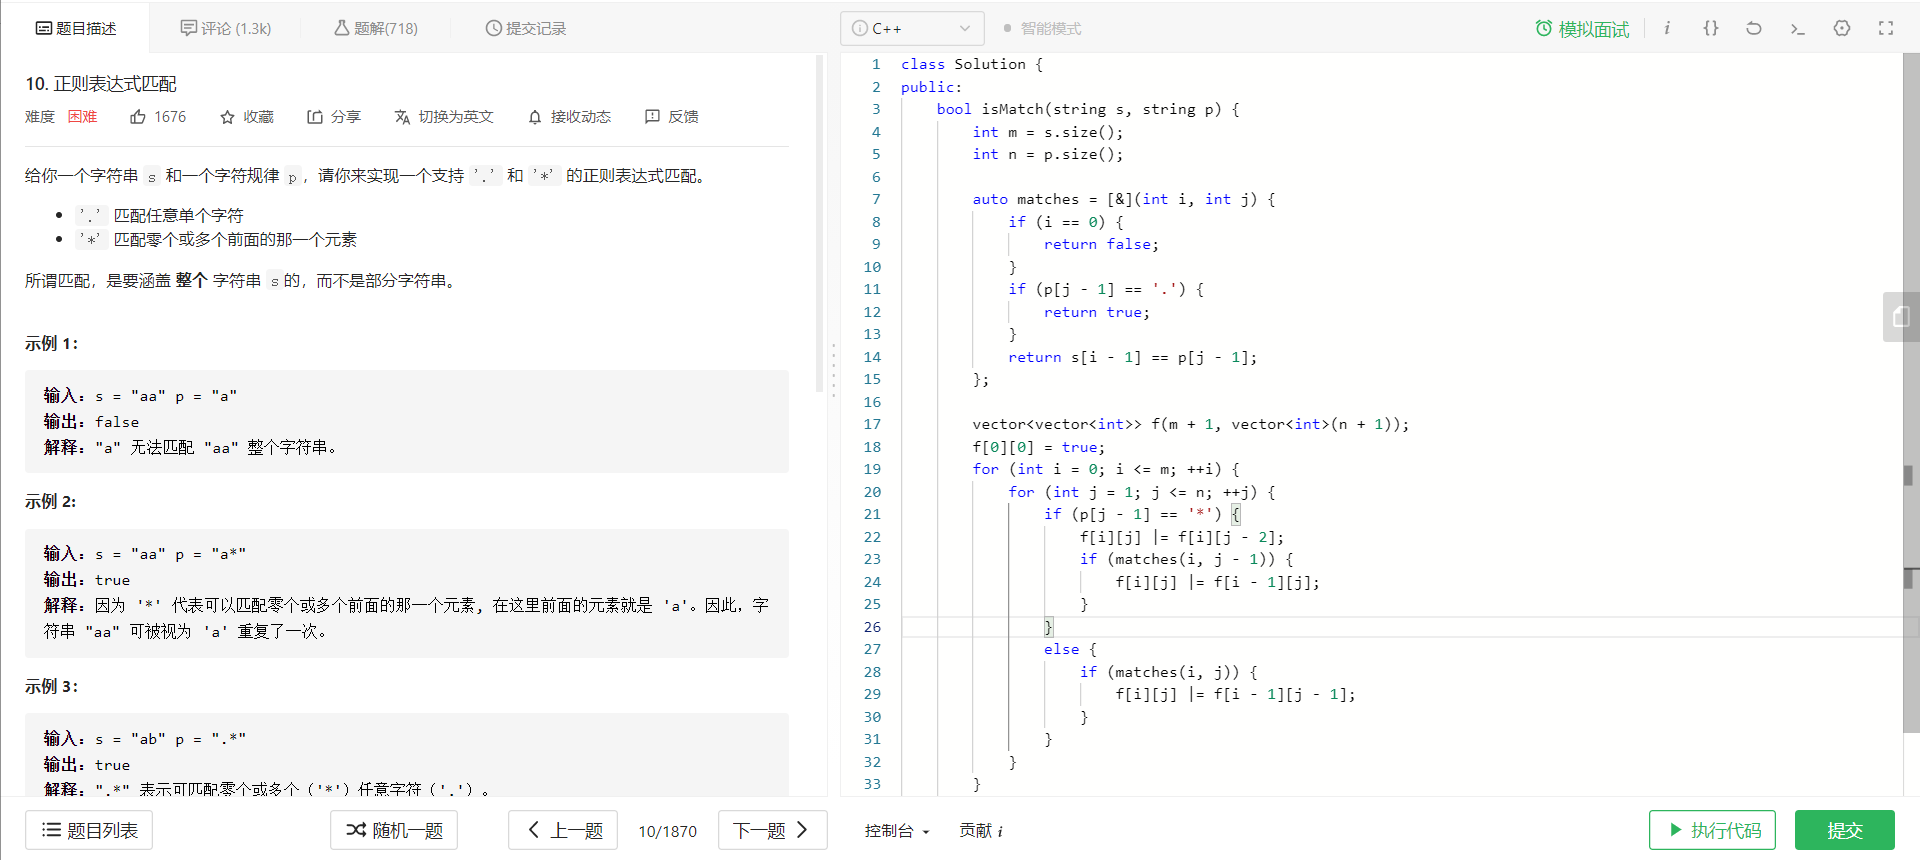 题目描述
评论 (1.3k)
题解(718)
提交记录
10. 正则表达式匹配
难度 困难 1676 收藏 分享 切换为英文 接收动态 反馈
给你一个字符串 s 和一个字符规律 p，请你来实现一个支持 '.' 和 '*' 的正则表达式匹配。
'.' 匹配任意单个字符
'*' 匹配零个或多个前面的那一个元素
所谓匹配，是要涵盖 整个 字符串 s 的，而不是部分字符串。
示例 1：
输入：s = "aa" p = "a"
输出：false
解释："a" 无法匹配 "aa" 整个字符串。
示例 2:
输入：s = "aa" p = "a*"
输出：true
解释：因为 '*' 代表可以匹配零个或多个前面的那一个元素, 在这里前面的元素就是 'a'。因此，字
符串 "aa" 可被视为 'a' 重复了一次。
示例 3：
输入：s = "ab" p = ".*"
输出：true
解释：".*" 表示可匹配零个或多个（'*'）任意字符（'.'）。
题目列表
随机一题
上一题
10/1870
下一题
C++
智能模式
模拟面试
1 class Solution {
2 public:
3     bool isMatch(string s, string p) {
4         int m = s.size();
5         int n = p.size();
6
7         auto matches = [&](int i, int j) {
8             if (i == 0) {
9                 return false;
10             }
11             if (p[j - 1] == '.') {
12                 return true;
13             }
14             return s[i - 1] == p[j - 1];
15         };
16
17         vector<vector<int>> f(m + 1, vector<int>(n + 1));
18         f[0][0] = true;
19         for (int i = 0; i <= m; ++i) {
20             for (int j = 1; j <= n; ++j) {
21                 if (p[j - 1] == '*') {
22                     f[i][j] |= f[i][j - 2];
23                     if (matches(i, j - 1)) {
24                         f[i][j] |= f[i - 1][j];
25                     }
26                 }
27                 else {
28                     if (matches(i, j)) {
29                         f[i][j] |= f[i - 1][j - 1];
30                     }
31                 }
32             }
33         }
控制台
贡献 i
执行代码
提交